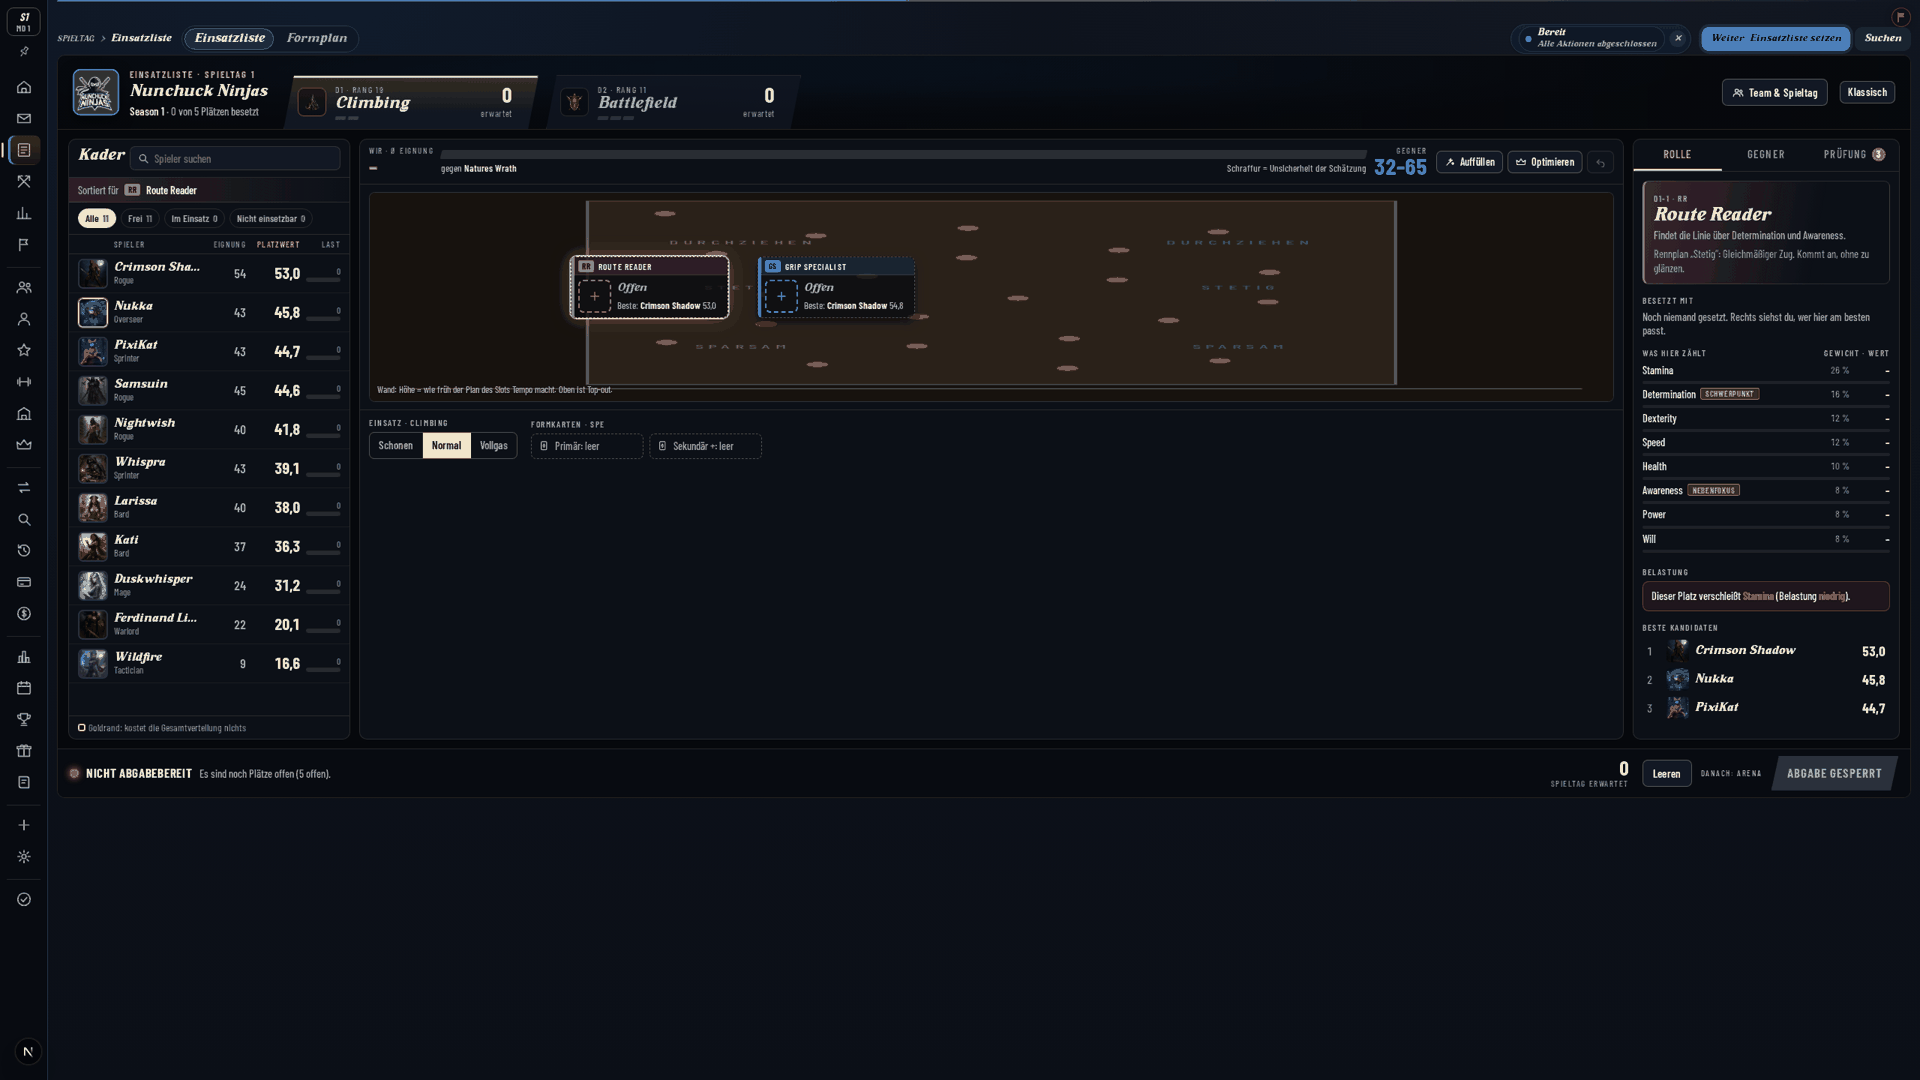 S1
MD1
SPIELTAG > Einsatzliste
Einsatzliste
Formplan
Bereit
Alle Aktionen abgeschlossen
Weiter Einsatzliste setzen
Suchen
EINSATZLISTE · SPIELTAG 1
Nunchuck Ninjas
Season 1 · 0 von 5 Plätzen besetzt
D1 · RANG 19
Climbing
0
erwartet
D2 · RANG 11
Battlefield
0
erwartet
Team & Spieltag
Klassisch
Kader
Spieler suchen
Sortiert für RR Route Reader
Alle 11
Frei 11
Im Einsatz 0
Nicht einsetzbar 0
SPIELER EIGNUNG PLATZWERT LAST
Crimson Sha... 54 53,0 0
Rogue
Nukka 43 45,8 0
Overseer
PixiKat 43 44,7 0
Sprinter
Samsuin 45 44,6 0
Rogue
Nightwish 40 41,8 0
Rogue
Whispra 43 39,1 0
Sprinter
Larissa 40 38,0 0
Bard
Kati 37 36,3 0
Bard
Duskwhisper 24 31,2 0
Mage
Ferdinand Li... 22 20,1 0
Warlord
Wildfire 9 16,6 0
Tactician
Goldrand: kostet die Gesamtverteilung nichts
WIR · Ø EIGNUNG
–
gegen Natures Wrath
Schraffur = Unsicherheit der Schätzung
GEGNER
32–65
Auffüllen
Optimieren
DURCHZIEHEN
DURCHZIEHEN
RR ROUTE READER
Offen
Beste: Crimson Shadow 53,0
GS GRIP SPECIALIST
Offen
Beste: Crimson Shadow 54,8
STETIG
SPARSAM
SPARSAM
Wand: Höhe = wie früh der Plan des Slots Tempo macht. Oben ist Top-out.
EINSATZ · CLIMBING
Schonen
Normal
Vollgas
FORMKARTEN · SPE
Primär: leer
Sekundär +: leer
ROLLE
GEGNER
PRÜFUNG 3
D1-1 · RR
Route Reader
Findet die Linie über Determination und Awareness.
Rennplan „Stetig“: Gleichmäßiger Zug. Kommt an, ohne zu
glänzen.
BESETZT MIT
Noch niemand gesetzt. Rechts siehst du, wer hier am besten
passt.
WAS HIER ZÄHLT GEWICHT · WERT
Stamina 26 % –
Determination SCHWERPUNKT 16 % –
Dexterity 12 % –
Speed 12 % –
Health 10 % –
Awareness NEBENFOKUS 8 % –
Power 8 % –
Will 8 % –
BELASTUNG
Dieser Platz verschleißt Stamina (Belastung niedrig).
BESTE KANDIDATEN
1 Crimson Shadow 53,0
2 Nukka 45,8
3 PixiKat 44,7
NICHT ABGABEBEREIT Es sind noch Plätze offen (5 offen).
0
SPIELTAG ERWARTET
Leeren
DANACH: ARENA
ABGABE GESPERRT
N